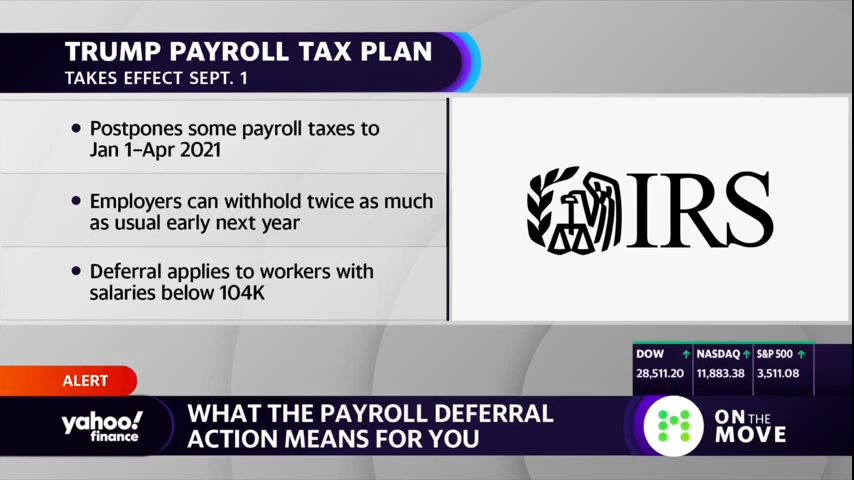 TRUMP PAYROLL TAX PLAN
TAKES EFFECT SEPT. 1
• Postpones some payroll taxes to
Jan 1–Apr 2021
• Employers can withhold twice as much
as usual early next year
• Deferral applies to workers with
salaries below 104K
IRS
DOW NASDAQ S&P 500
28,511.20 11,883.38 3,511.08
ALERT
yahoo!
finance
WHAT THE PAYROLL DEFERRAL
ACTION MEANS FOR YOU
ON THE
MOVE